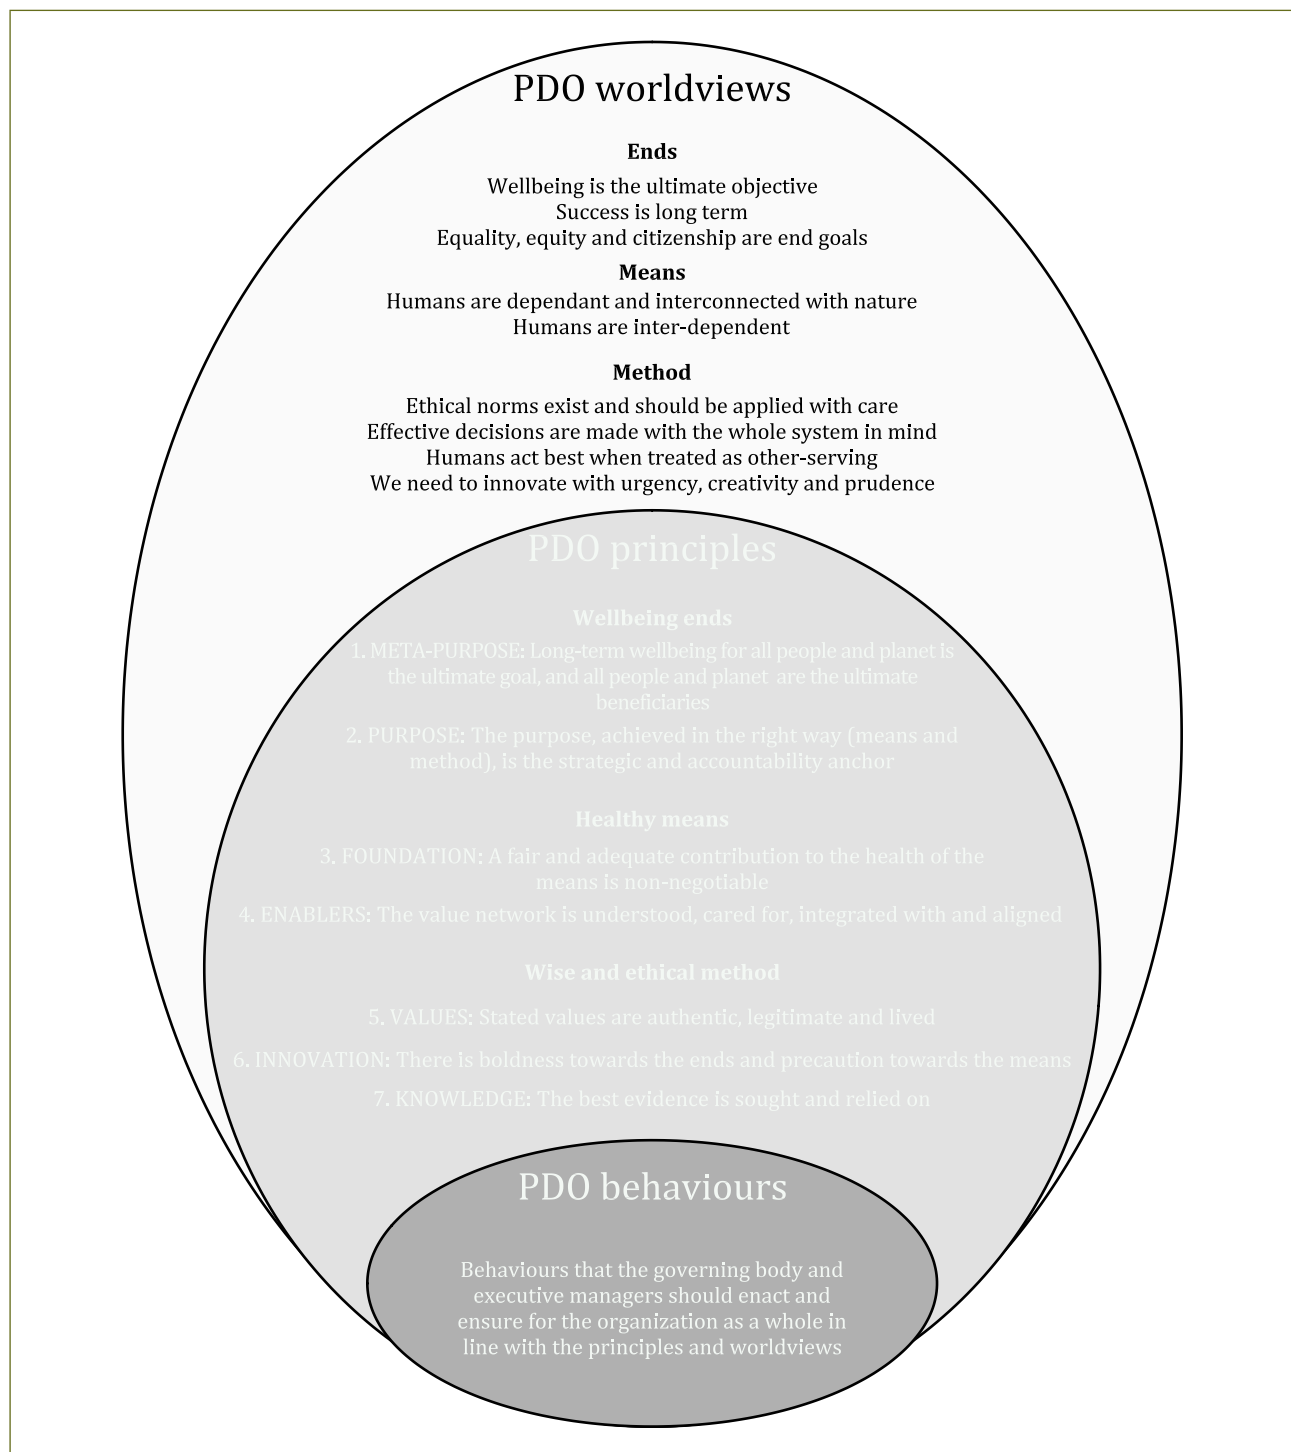 PDO worldviews
Ends
Wellbeing is the ultimate objective
Success is long term
Equality, equity and citizenship are end goals
Means
Humans are dependant and interconnected with nature
Humans are inter-dependent
Method
Ethical norms exist and should be applied with care
Effective decisions are made with the whole system in mind
Humans act best when treated as other-serving
We need to innovate with urgency, creativity and prudence
PDO principles
Wellbeing ends
1. META-PURPOSE: Long-term wellbeing for all people and planet is
the ultimate goal, and all people and planet are the ultimate
beneficiaries
2. PURPOSE: The purpose, achieved in the right way (means and
method), is the strategic and accountability anchor
Healthy means
3. FOUNDATION: A fair and adequate contribution to the health of the
means is non-negotiable
4. ENABLERS: The value network is understood, cared for, integrated with and aligned
Wise and ethical method
5. VALUES: Stated values are authentic, legitimate and lived
6. INNOVATION: There is boldness towards the ends and precaution towards the means
7. KNOWLEDGE: The best evidence is sought and relied on
PDO behaviours
Behaviours that the governing body and
executive managers should enact and
ensure for the organization as a whole in
line with the principles and worldviews